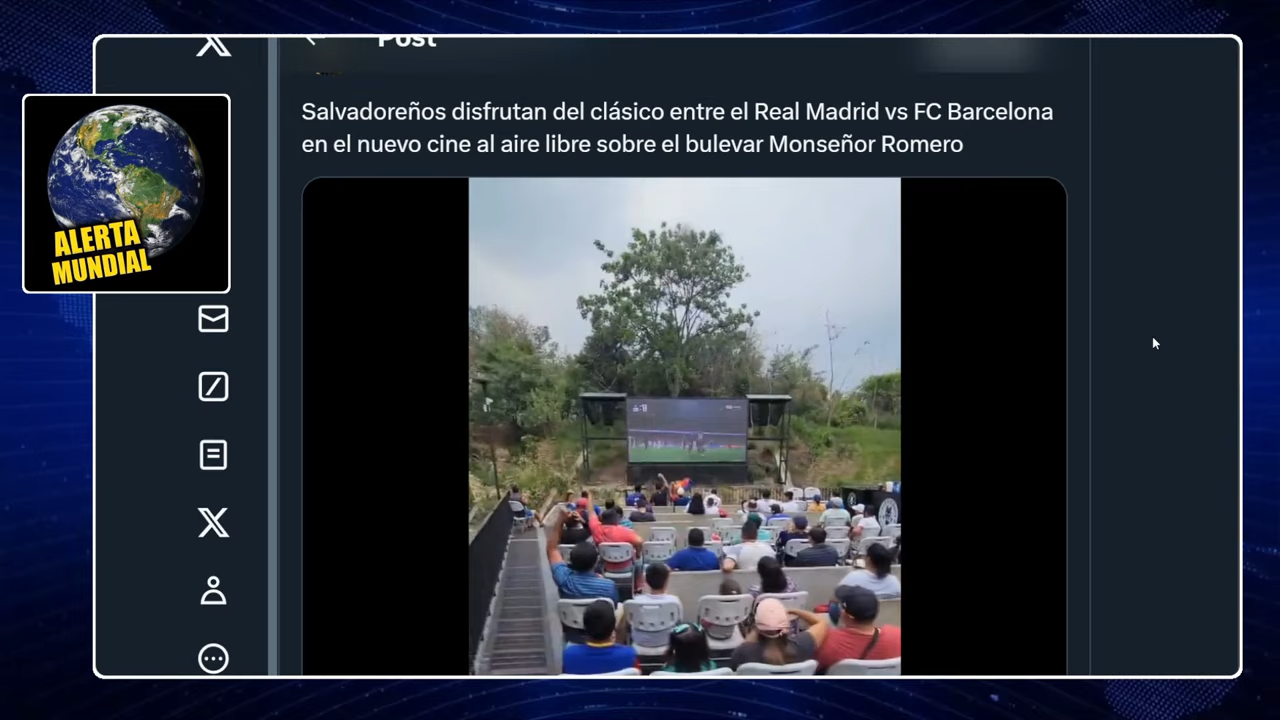 Post
Salvadoreños disfrutan del clásico entre el Real Madrid vs FC Barcelona
en el nuevo cine al aire libre sobre el bulevar Monseñor Romero
ALERTA
MUNDIAL